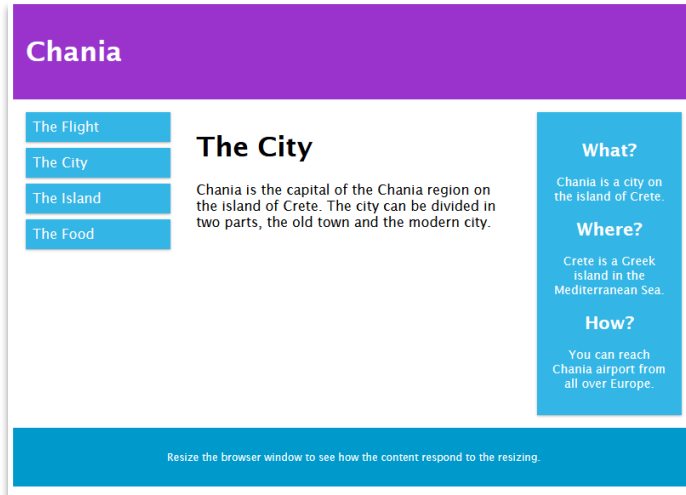 Chania
The Flight
The City
The Island
The Food
The City
Chania is the capital of the Chania region on
the island of Crete. The city can be divided in
two parts, the old town and the modern city.
What?
Chania is a city on
the island of Crete.
Where?
Crete is a Greek
island in the
Mediterranean Sea.
How?
You can reach
Chania airport from
all over Europe.
Resize the browser window to see how the content respond to the resizing.